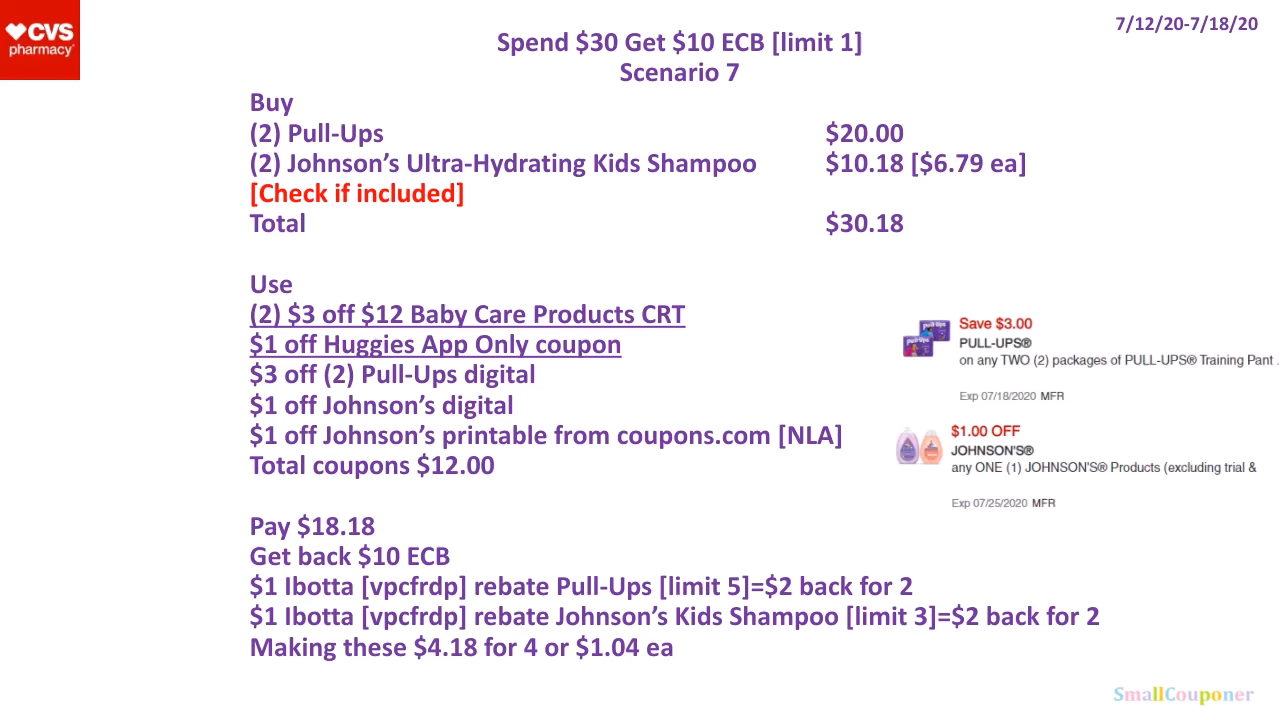 CVS
pharmacy
7/12/20-7/18/20
Spend $30 Get $10 ECB [limit 1]
Scenario 7
Buy
(2) Pull-Ups $20.00
(2) Johnson’s Ultra-Hydrating Kids Shampoo $10.18 [$6.79 ea]
[Check if included]
Total $30.18
Use
(2) $3 off $12 Baby Care Products CRT
$1 off Huggies App Only coupon
$3 off (2) Pull-Ups digital
$1 off Johnson’s digital
$1 off Johnson’s printable from coupons.com [NLA]
Total coupons $12.00
Save $3.00
PULL-UPS®
on any TWO (2) packages of PULL-UPS® Training Pant .
Exp 07/18/2020 MFR
$1.00 OFF
JOHNSON'S®
any ONE (1) JOHNSON'S® Products (excluding trial &
Exp 07/25/2020 MFR
Pay $18.18
Get back $10 ECB
$1 Ibotta [vpcfrdp] rebate Pull-Ups [limit 5]=$2 back for 2
$1 Ibotta [vpcfrdp] rebate Johnson’s Kids Shampoo [limit 3]=$2 back for 2
Making these $4.18 for 4 or $1.04 ea
SmallCouponer